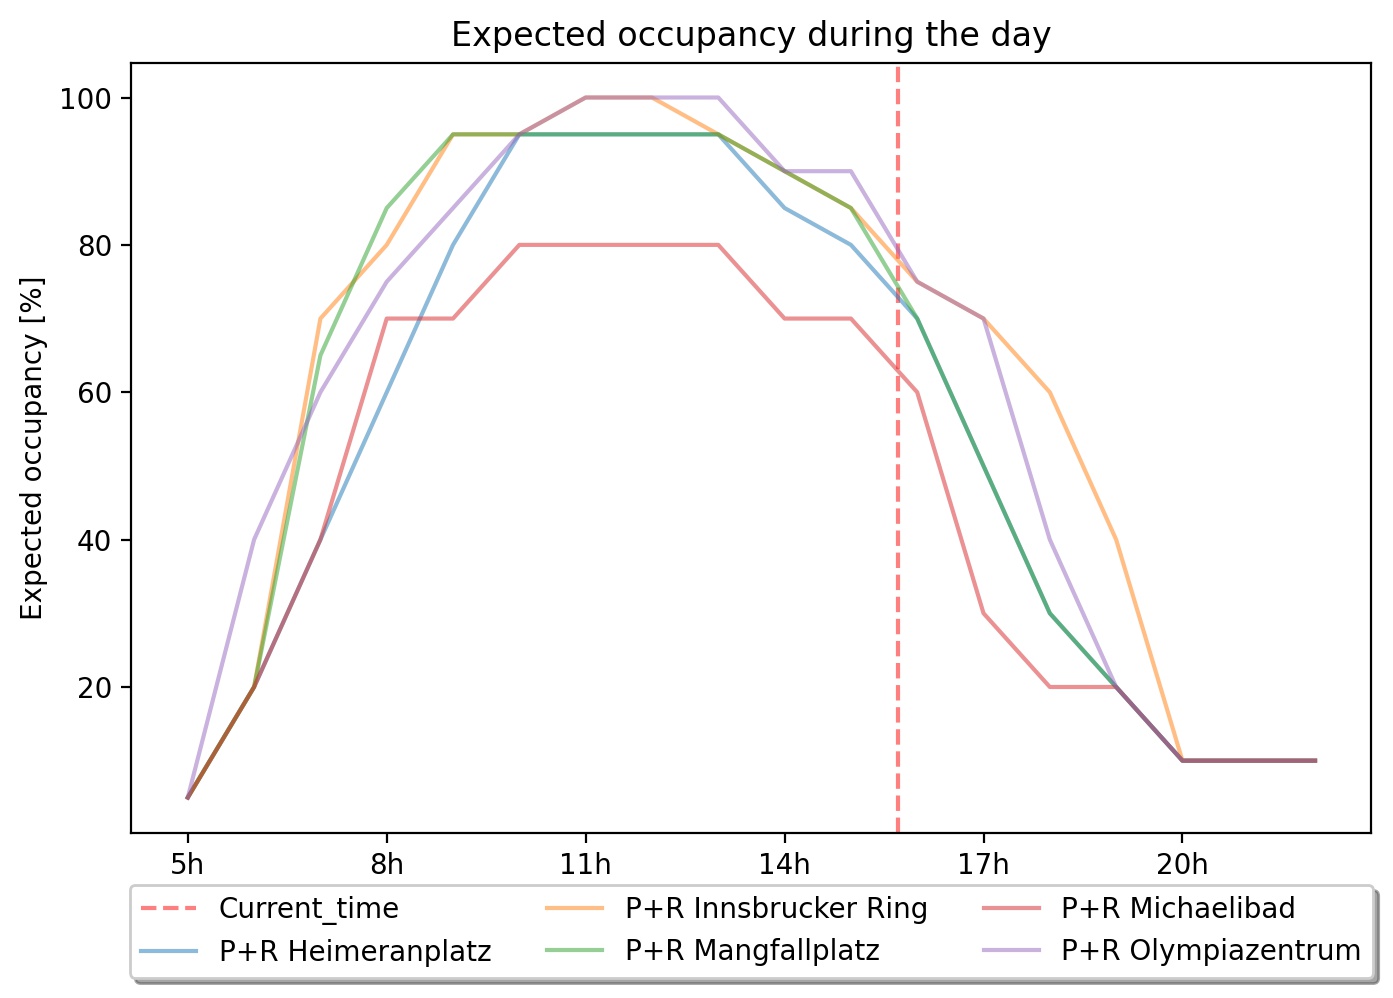 Expected occupancy during the day
Expected occupancy [%]
100
80
60
40
20
5h 8h 11h 14h 17h 20h
Current_time
P+R Heimeranplatz
P+R Innsbrucker Ring
P+R Mangfallplatz
P+R Michaelibad
P+R Olympiazentrum